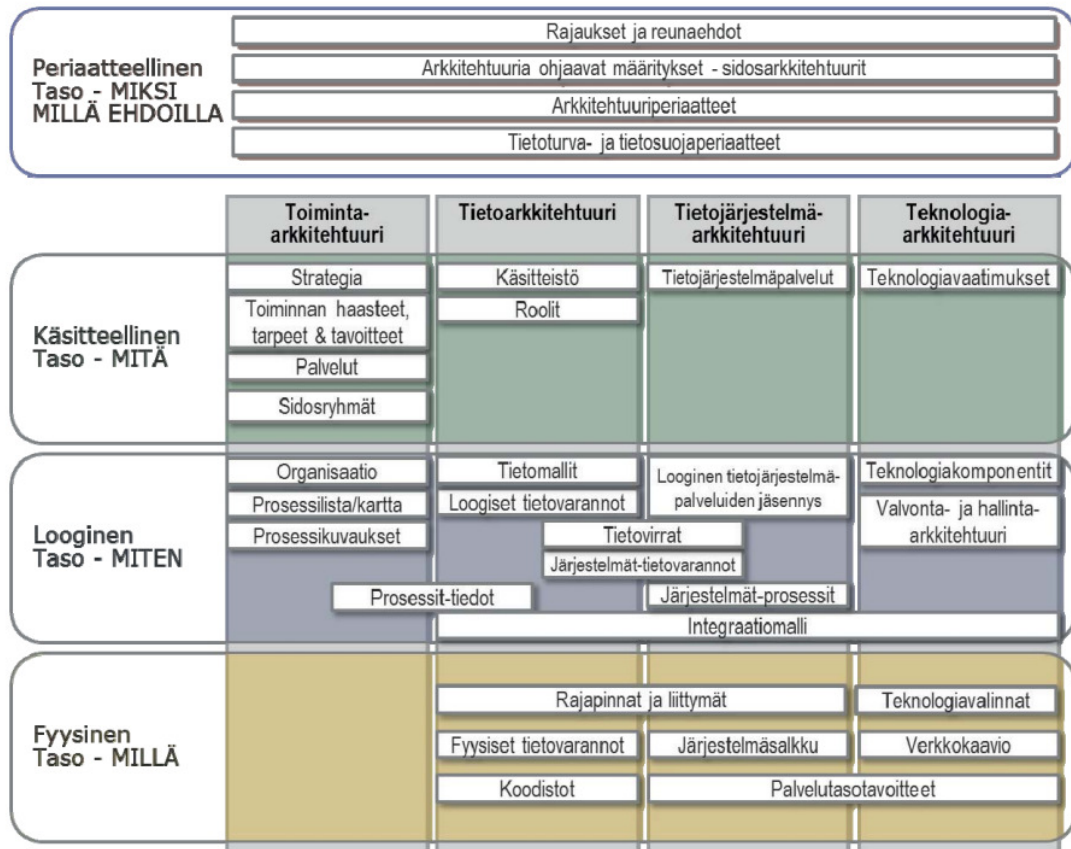 Periaatteellinen
Taso - MIKSI
MILLÄ EHDOILLA
Rajaukset ja reunaehdot
Arkkitehtuuria ohjaavat määritykset - sidosarkkitehtuurit
Arkkitehtuuriperiaatteet
Tietoturva- ja tietosuojaperiaatteet
Toiminta-
arkkitehtuuri
Tietoarkkitehtuuri
Tietojärjestelmä-
arkkitehtuuri
Teknologia-
arkkitehtuuri
Käsitteellinen
Taso - MITÄ
Strategia
Toiminnan haasteet,
tarpeet & tavoitteet
Palvelut
Sidosryhmät
Käsitteistö
Roolit
Tietojärjestelmäpalvelut
Teknologiavaatimukset
Looginen
Taso - MITEN
Organisaatio
Prosessilista/kartta
Prosessikuvaukset
Tietomallit
Loogiset tietovarannot
Looginen tietojärjestelmä-
palveluiden jäsennys
Teknologiakomponentit
Valvonta- ja hallinta-
arkkitehtuuri
Tietovirrat
Järjestelmät-tietovarannot
Prosessit-tiedot
Järjestelmät-prosessit
Integraatiomalli
Fyysinen
Taso - MILLÄ
Rajapinnat ja liittymät
Teknologiavalinnat
Fyysiset tietovarannot
Järjestelmäsalkku
Verkkokaavio
Koodistot
Palvelutasotavoitteet